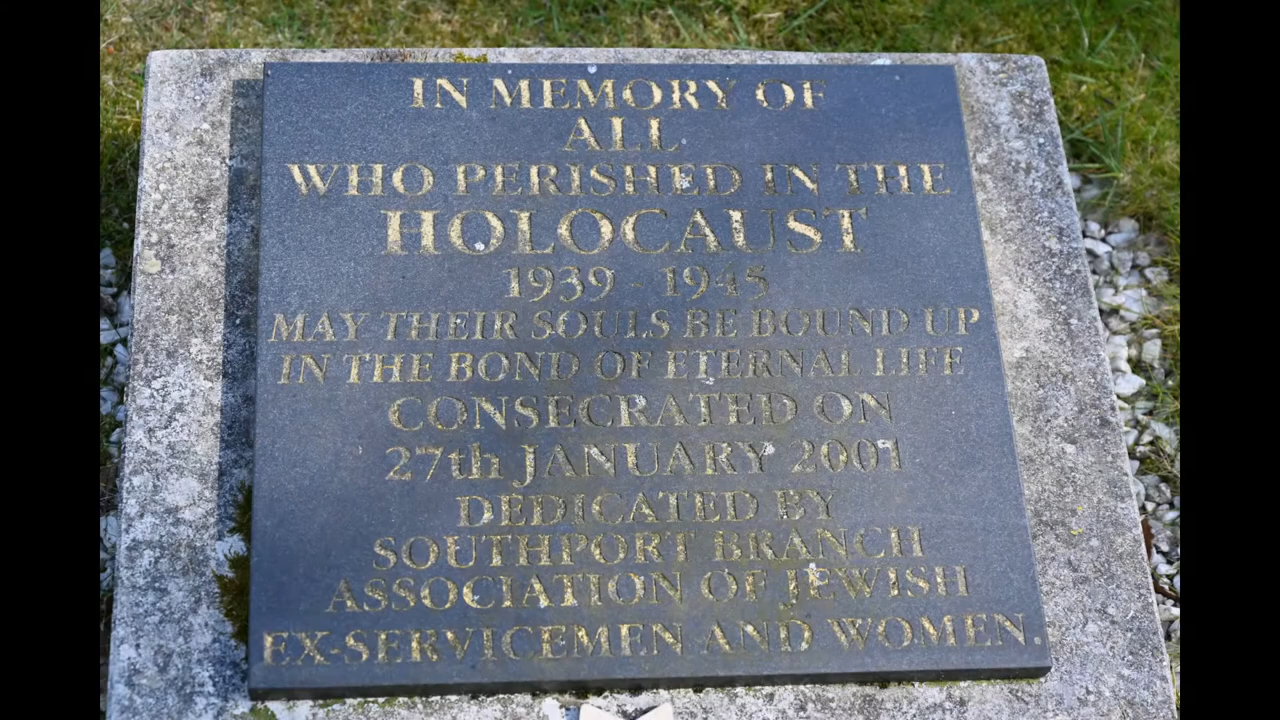 IN MEMORY OF
ALL
WHO PERISHED IN THE
HOLOCAUST
1939 - 1945
MAY THEIR SOULS BE BOUND UP
IN THE BOND OF ETERNAL LIFE
CONSECRATED ON
27th JANUARY 2001
DEDICATED BY
SOUTHPORT BRANCH
ASSOCIATION OF JEWISH
EX-SERVICEMEN AND WOMEN.